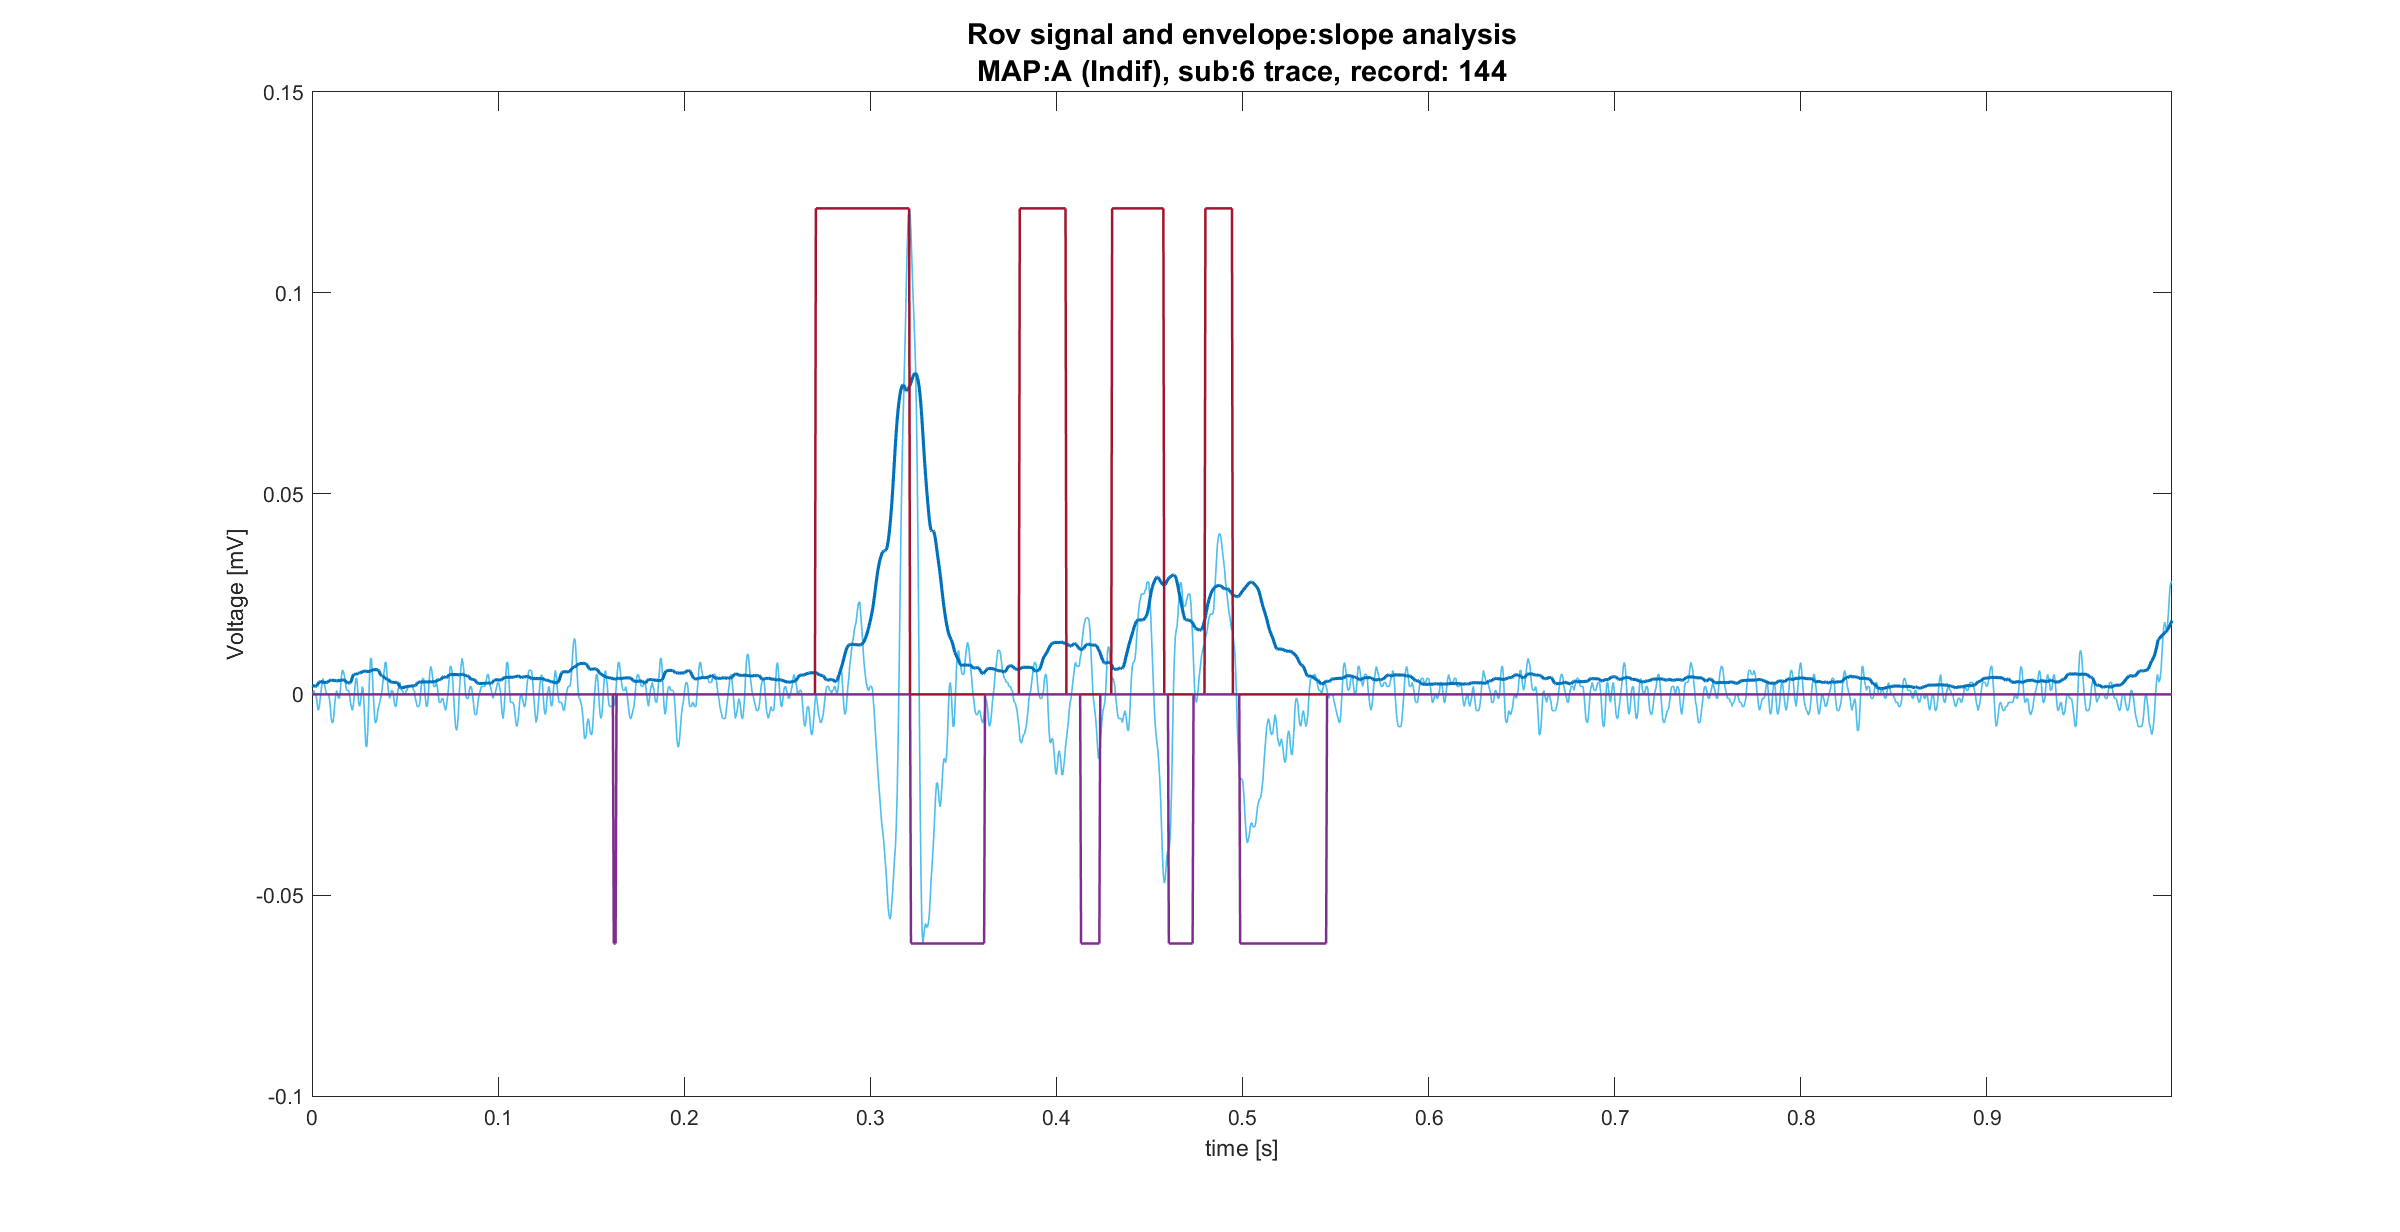 Rov signal and envelope:slope analysis
MAP:A (Indif), sub:6 trace, record: 144
0.15
0.1
0.05
0
-0.05
-0.1
Voltage [mV]
0 0.1 0.2 0.3 0.4 0.5 0.6 0.7 0.8 0.9
time [s]